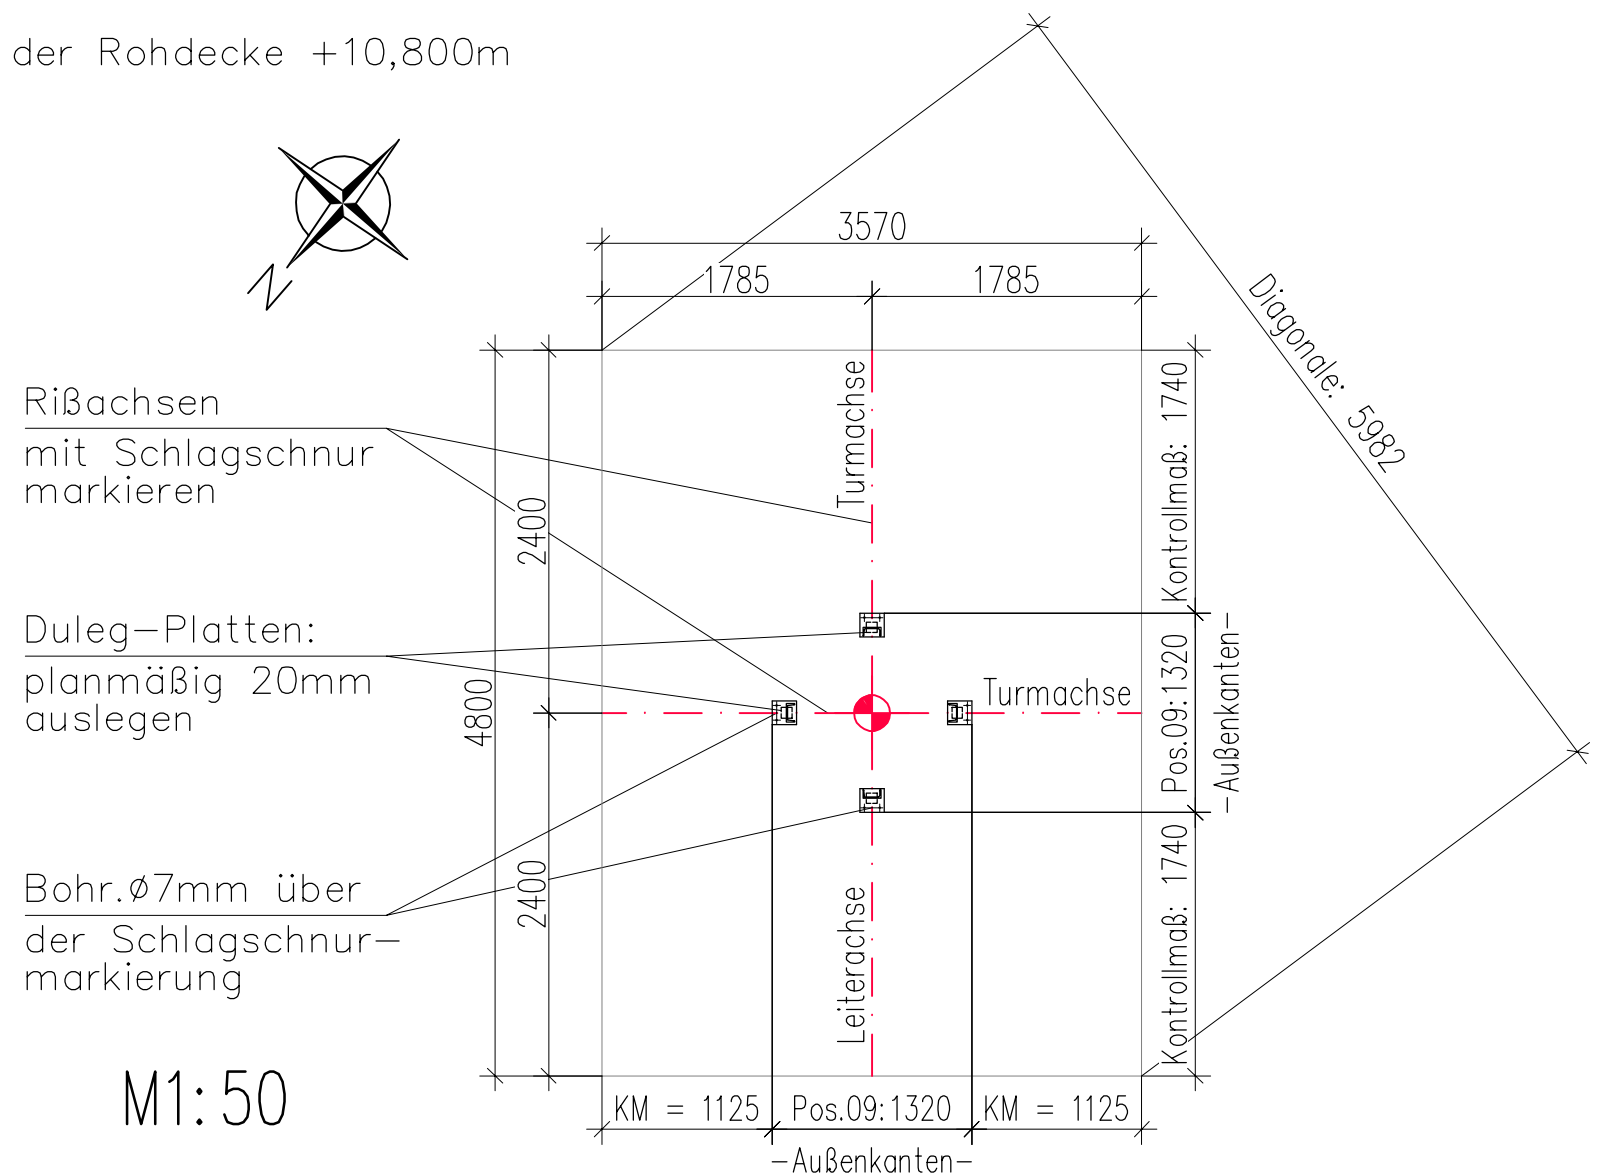 der Rohdecke +10,800m
N
3570
1785
1785
Diagonale: 5982
Rißachsen
mit Schlagschnur
markieren
Turmachse
Kontrollmaß: 1740
2400
Duleg-Platten:
planmäßig 20mm
auslegen
4800
Turmachse
Pos.09:1320
-Außenkanten-
Bohr.ø7mm über
der Schlagschnur-
markierung
2400
Leiterachse
Kontrollmaß: 1740
M1:50
KM = 1125
Pos.09:1320
KM = 1125
-Außenkanten-